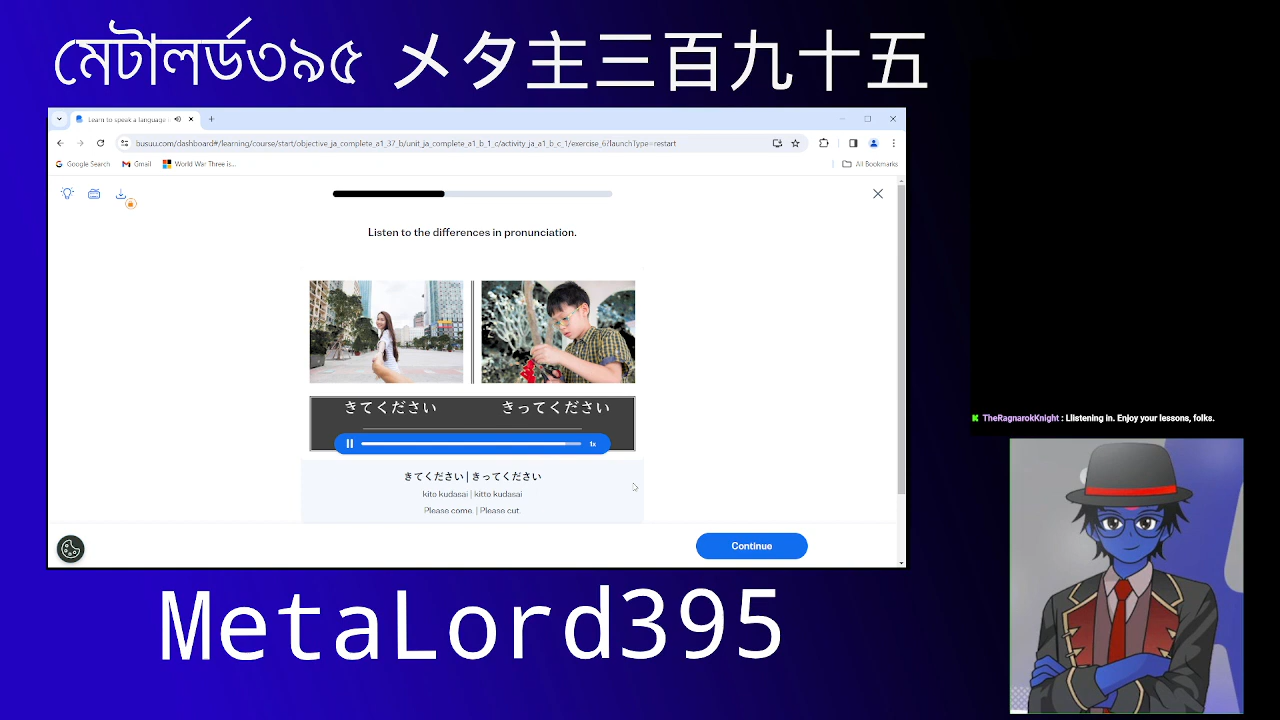 মেটালর্ড৩৯৫ メタ主三百九十五
Learn to speak a language
busuu.com/dashboard#/learning/course/start/objective_ja_complete_a1_37_b/unit_ja_complete_a1_b_1_c/activity_ja_a1_b_c_1/exercise_6?launchType=restart
Google Search Gmail World War Three is... All Bookmarks
Listen to the differences in pronunciation.
きてください きってください
1x
きてください | きってください
kito kudasai | kitto kudasai
Please come. | Please cut.
Continue
TheRagnarokKnight : LIistening in. Enjoy your lessons, folks.
MetaLord395